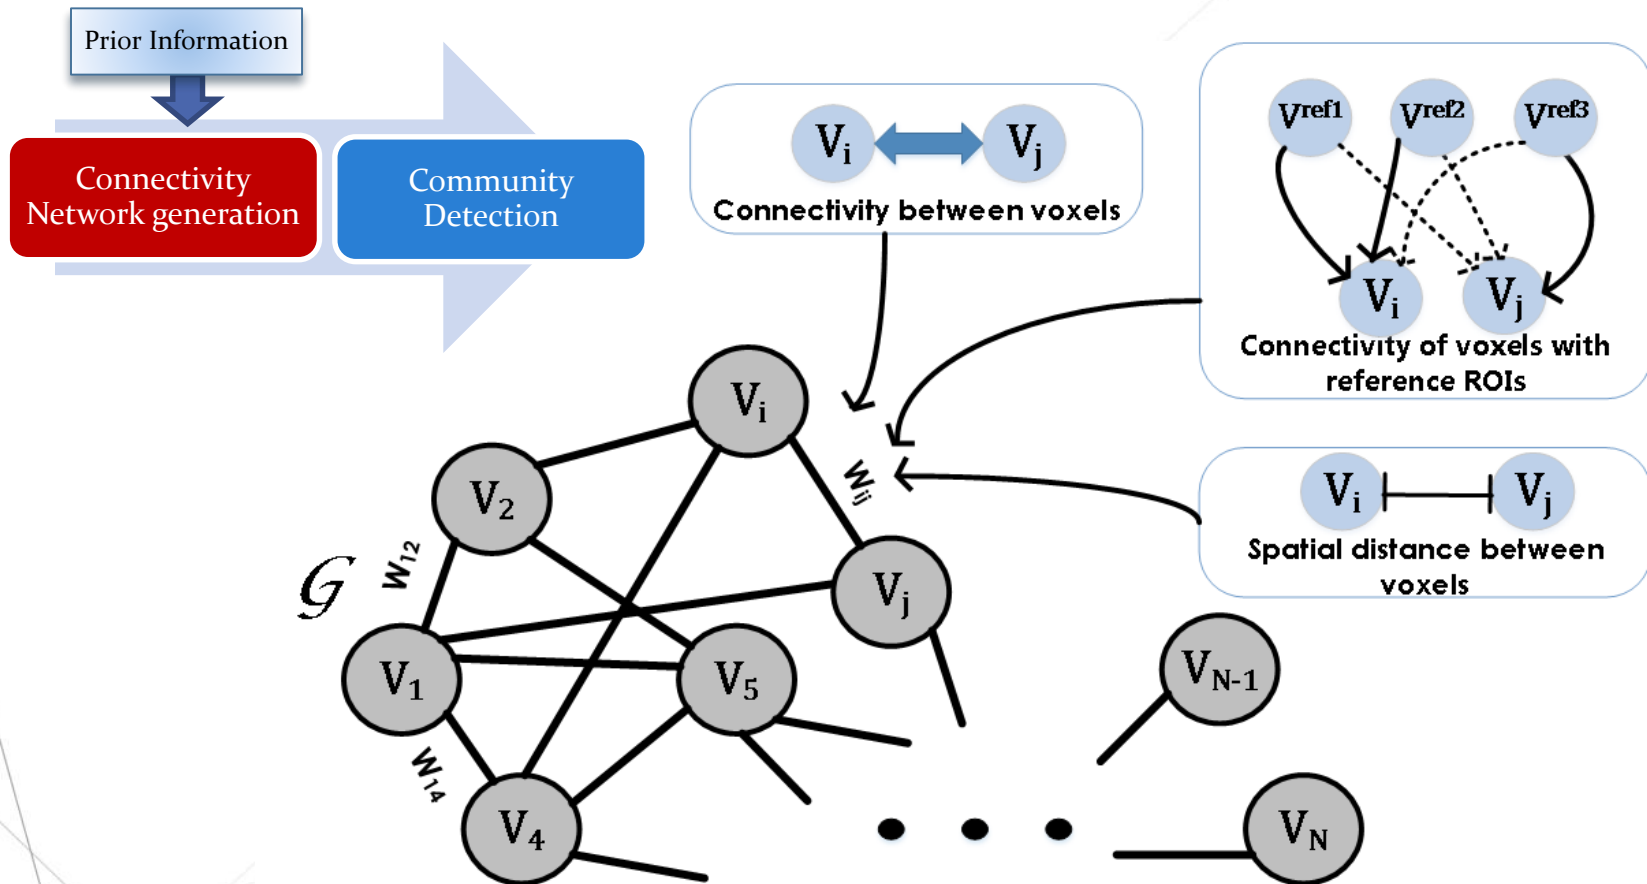 Prior Information
Connectivity
Network generation
Community
Detection
Vi
Vj
Connectivity between voxels
Vref1
Vref2
Vref3
Vi
Vj
Connectivity of voxels with
reference ROIs
Vi
Vj
Spatial distance between
voxels
Vi
Wij
V2
W12
𝒢
Vj
V1
V5
VN-1
W14
V4
VN